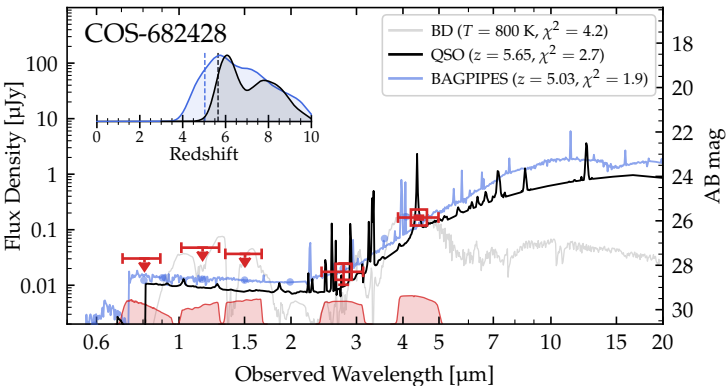 COS-682428
BD (T = 800 K, χ² = 4.2)
QSO (z = 5.65, χ² = 2.7)
BAGPIPES (z = 5.03, χ² = 1.9)
100
10
1
0.1
0.01
Flux Density [μJy]
0 2 4 6 8 10
Redshift
18
20
22
24
26
28
30
AB mag
0.6 1 1.5 2 3 4 5 10 15 20
Observed Wavelength [μm]